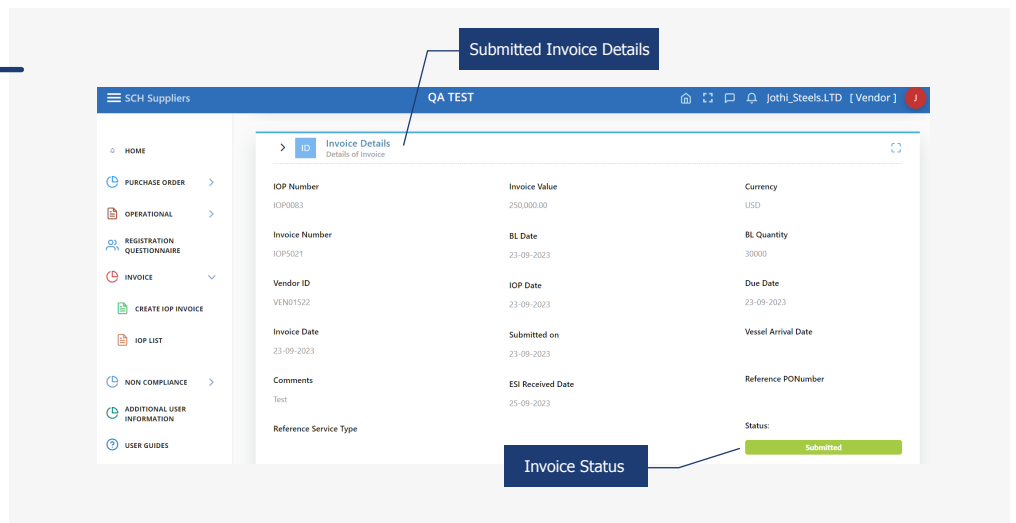 Submitted Invoice Details
SCH Suppliers
QA TEST
Jothi_Steels.LTD [ Vendor ]
J
HOME
PURCHASE ORDER
OPERATIONAL
REGISTRATION
QUESTIONNAIRE
INVOICE
CREATE IOP INVOICE
IOP LIST
NON COMPLIANCE
ADDITIONAL USER
INFORMATION
USER GUIDES
ID
Invoice Details
Details of Invoice
IOP Number
IOP0083
Invoice Value
250,000.00
Currency
USD
Invoice Number
IOP5021
BL Date
23-09-2023
BL Quantity
30000
Vendor ID
VEN01522
IOP Date
23-09-2023
Due Date
23-09-2023
Invoice Date
23-09-2023
Submitted on
23-09-2023
Vessel Arrival Date
Comments
Test
ESI Received Date
25-09-2023
Reference PONumber
Reference Service Type
Status:
Submitted
Invoice Status